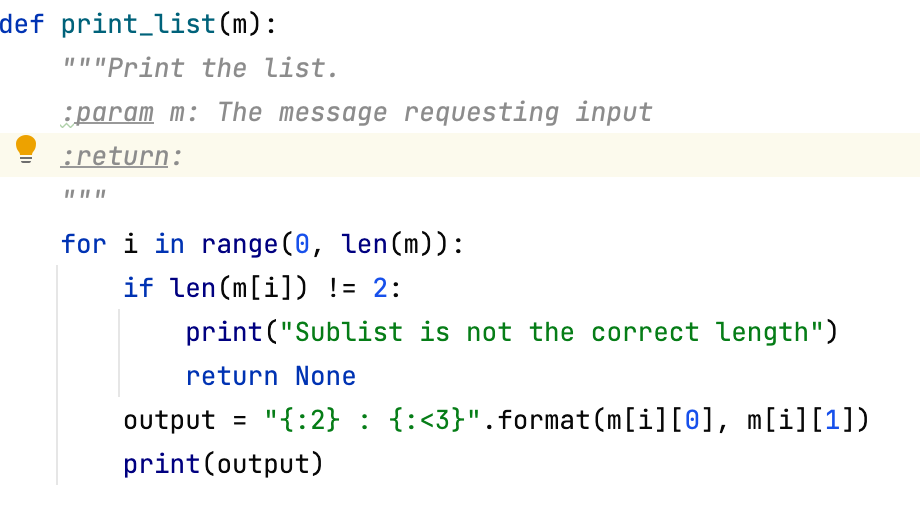 def print_list(m):
    """Print the list.
    :param m: The message requesting input
    :return:
    """
    for i in range(0, len(m)):
        if len(m[i]) != 2:
            print("Sublist is not the correct length")
            return None
        output = "{:2} : {:<3}".format(m[i][0], m[i][1])
        print(output)